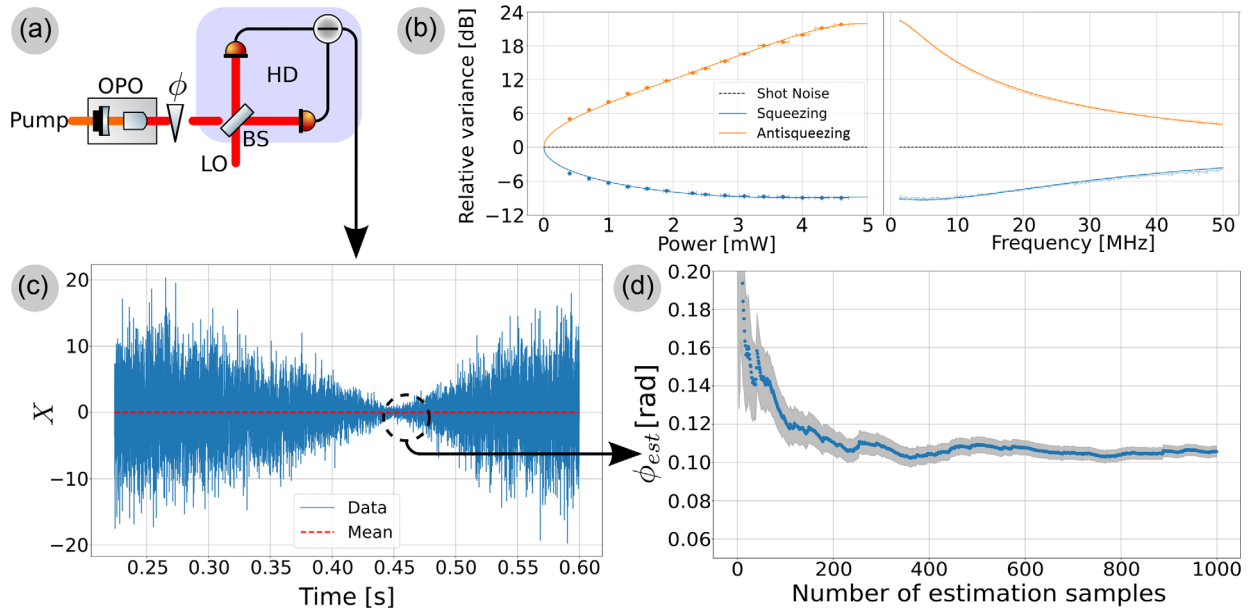 (a)
Pump
OPO
ϕ
HD
BS
LO
(b)
Relative variance [dB]
24
18
12
6
0
−6
−12
Shot Noise
Squeezing
Antisqueezing
0 1 2 3 4 5
Power [mW]
10 20 30 40 50
Frequency [MHz]
(c)
X
20
10
0
−10
−20
Data
Mean
0.25 0.30 0.35 0.40 0.45 0.50 0.55 0.60
Time [s]
(d)
ϕest [rad]
0.20
0.18
0.16
0.14
0.12
0.10
0.08
0.06
0 200 400 600 800 1000
Number of estimation samples